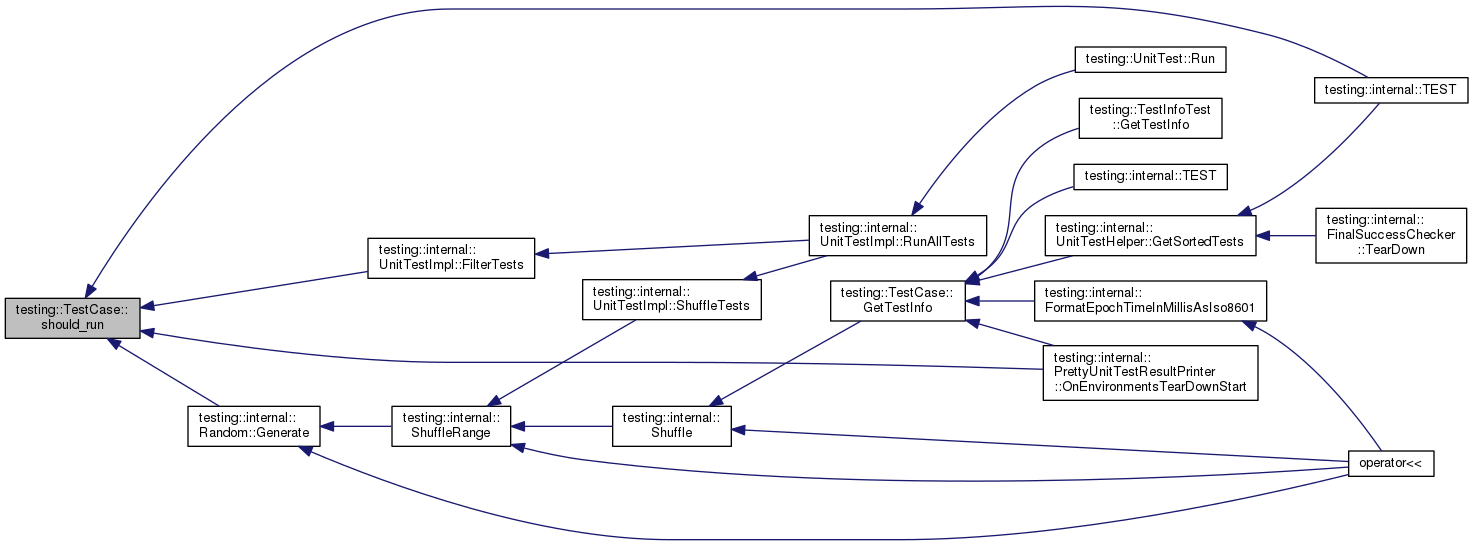 testing::TestCase::
should_run
testing::internal::
UnitTestImpl::FilterTests
testing::internal::
Random::Generate
testing::internal::
ShuffleRange
testing::internal::
UnitTestImpl::ShuffleTests
testing::internal::
Shuffle
testing::internal::
UnitTestImpl::RunAllTests
testing::TestCase::
GetTestInfo
testing::UnitTest::Run
testing::TestInfoTest
::GetTestInfo
testing::internal::TEST
testing::internal::
UnitTestHelper::GetSortedTests
testing::internal::
FormatEpochTimeInMillisAsIso8601
testing::internal::
PrettyUnitTestResultPrinter
::OnEnvironmentsTearDownStart
testing::internal::TEST
testing::internal::
FinalSuccessChecker
::TearDown
operator<<